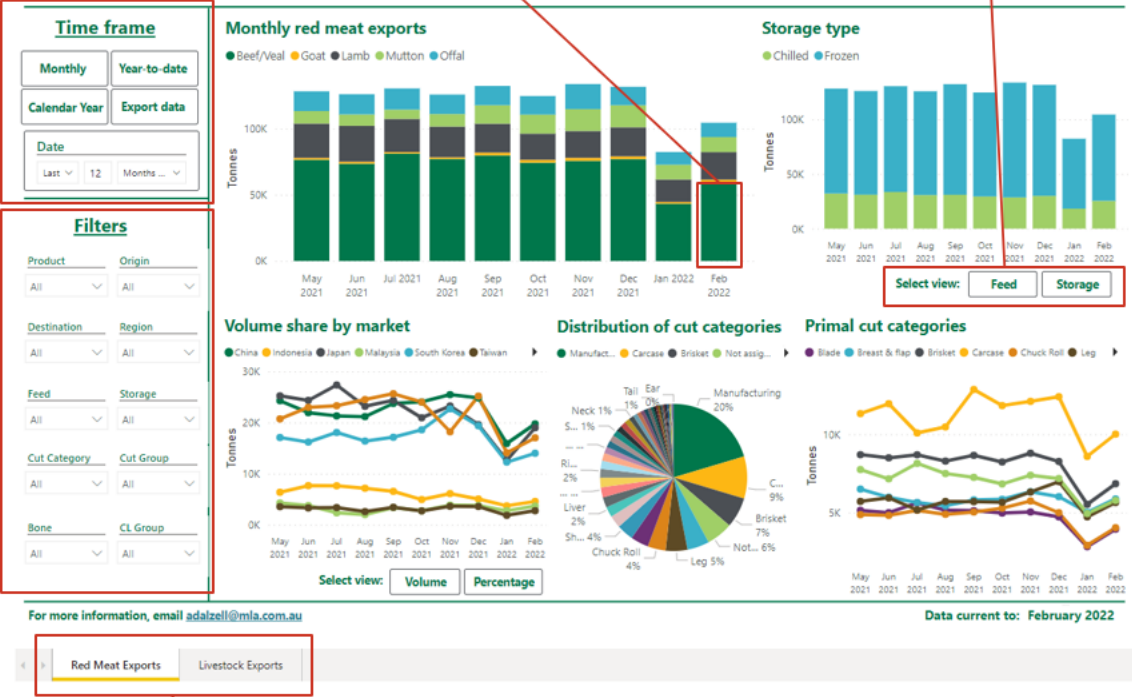 Time frame
Monthly
Year-to-date
Calendar Year
Export data
Date
Last
12
Months ...
Filters
Product
Origin
All
All
Destination
Region
All
All
Feed
Storage
All
All
Cut Category
Cut Group
All
All
Bone
CL Group
All
All
Monthly red meat exports
Beef/Veal Goat Lamb Mutton Offal
Tonnes
100K
50K
0K
May 2021
Jun 2021
Jul 2021
Aug 2021
Sep 2021
Oct 2021
Nov 2021
Dec 2021
Jan 2022
Feb 2022
Storage type
Chilled Frozen
Tonnes
100K
50K
0K
May 2021
Jun 2021
Jul 2021
Aug 2021
Sep 2021
Oct 2021
Nov 2021
Dec 2021
Jan 2022
Feb 2022
Select view:
Feed
Storage
Volume share by market
China Indonesia Japan Malaysia South Korea Taiwan
Tonnes
30K
20K
10K
0K
May 2021
Jun 2021
Jul 2021
Aug 2021
Sep 2021
Oct 2021
Nov 2021
Dec 2021
Jan 2022
Feb 2022
Select view:
Volume
Percentage
Distribution of cut categories
Manufact... Carcase Brisket Not assig...
Manufacturing 20%
C... 9%
Brisket 7%
Not... 6%
Leg 5%
Chuck Roll 4%
Sh... 4%
Liver 2%
... ...
Ri... 2%
... ...
S... 1%
Neck 1%
Tail 1%
Ear 0%
Primal cut categories
Blade Breast & flap Brisket Carcase Chuck Roll Leg
Tonnes
10K
5K
May 2021
Jun 2021
Jul 2021
Aug 2021
Sep 2021
Oct 2021
Nov 2021
Dec 2021
Jan 2022
Feb 2022
For more information, email adalzell@mla.com.au
Data current to: February 2022
Red Meat Exports
Livestock Exports